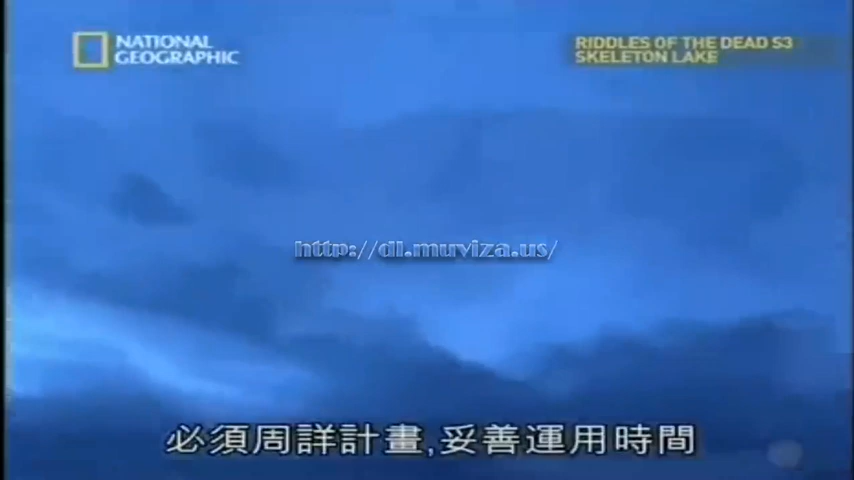 NATIONAL
GEOGRAPHIC
RIDDLES OF THE DEAD S3
SKELETON LAKE
http://dl.muviza.us/
必須周詳計畫,妥善運用時間